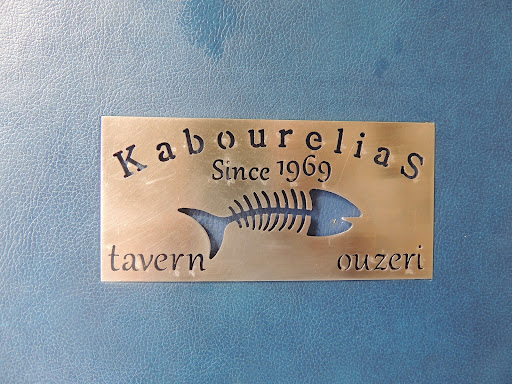 KaboureliaS
Since 1969
tavern ouzeri